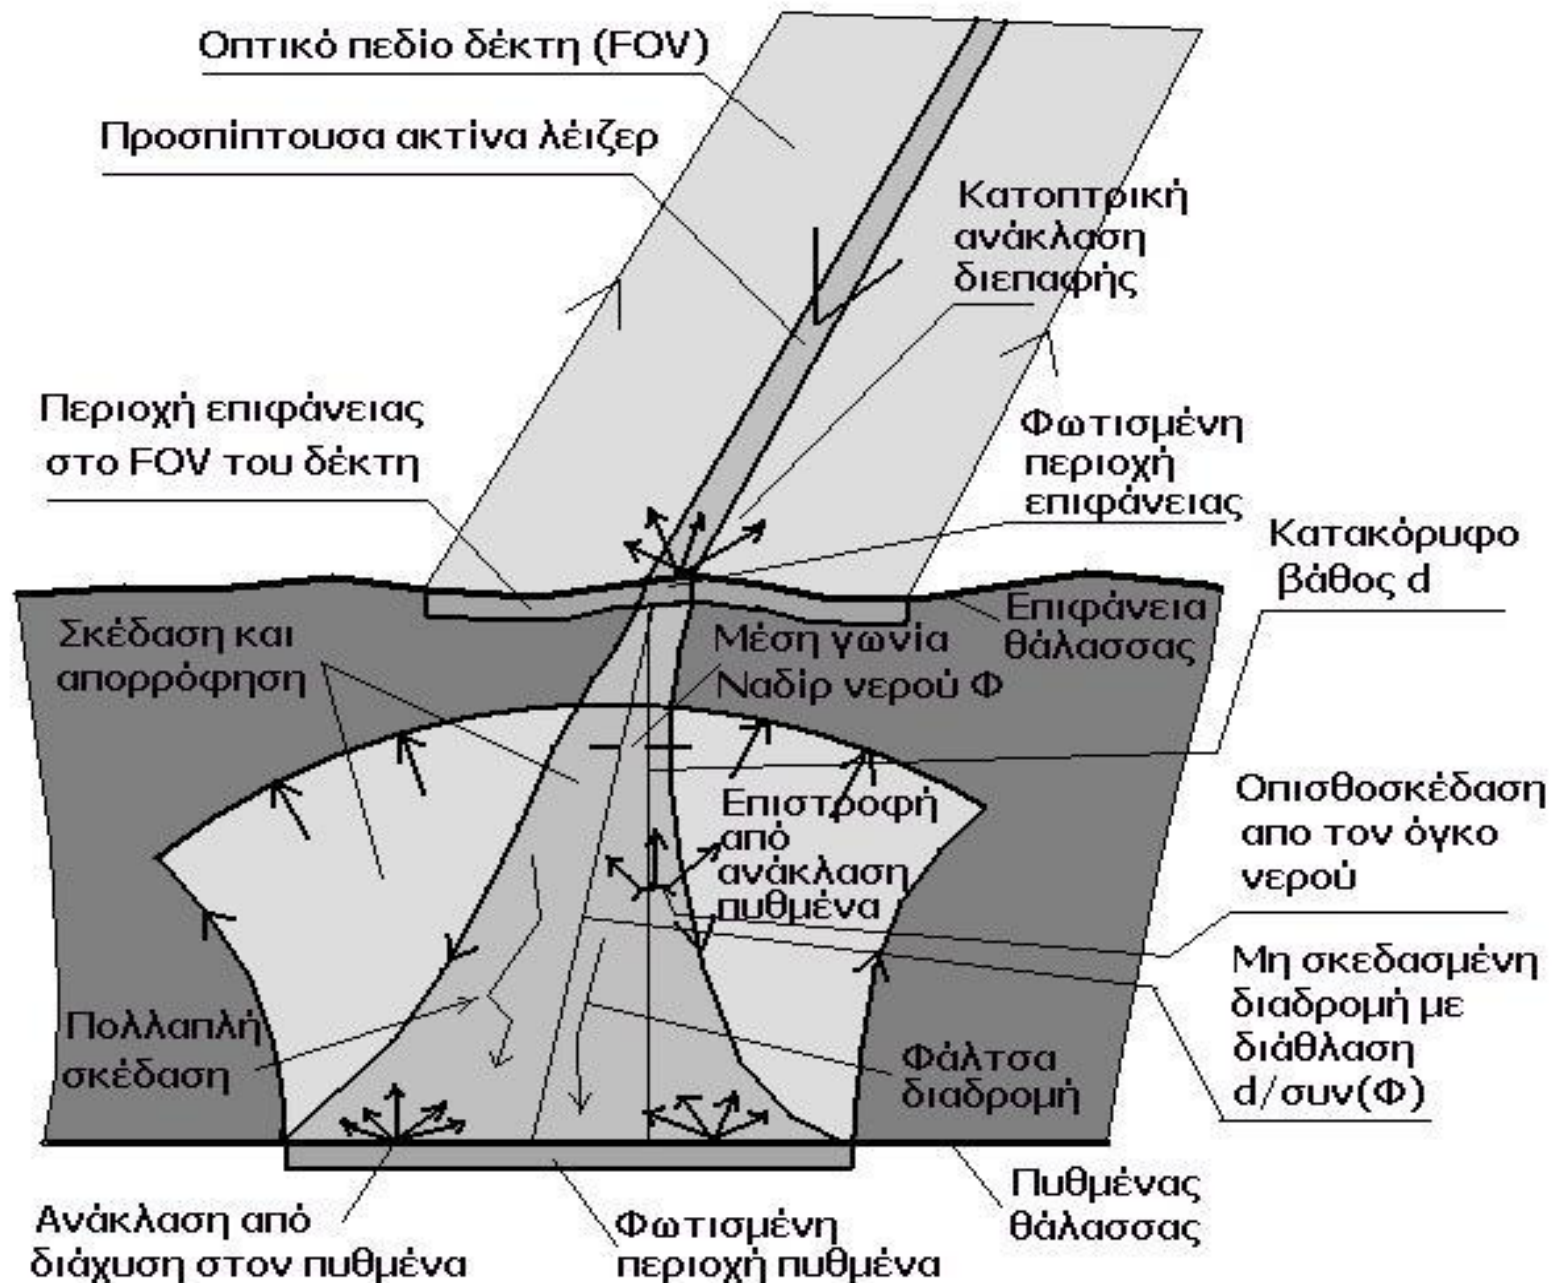 Οπτικό πεδίο δέκτη (FOV)
Προσπίπτουσα ακτίνα λέιζερ
Κατοπτρική
ανάκλαση
διεπαφής
Περιοχή επιφάνειας
στο FOV του δέκτη
Φωτισμένη
περιοχή
επιφάνειας
Κατακόρυφο
βάθος d
Σκέδαση και
απορρόφηση
Μέση γωνία
Ναδίρ νερού Φ
Επιφάνεια
θάλασσας
Επιστροφή
από
ανάκλαση
πυθμένα
Οπισθοσκέδαση
απο τον όγκο
νερού
Μη σκεδασμένη
διαδρομή με
διάθλαση
d/συν(Φ)
Πολλαπλή
σκέδαση
Φάλτσα
διαδρομή
Πυθμένας
θάλασσας
Ανάκλαση από
διάχυση στον πυθμένα
Φωτισμένη
περιοχή πυθμένα